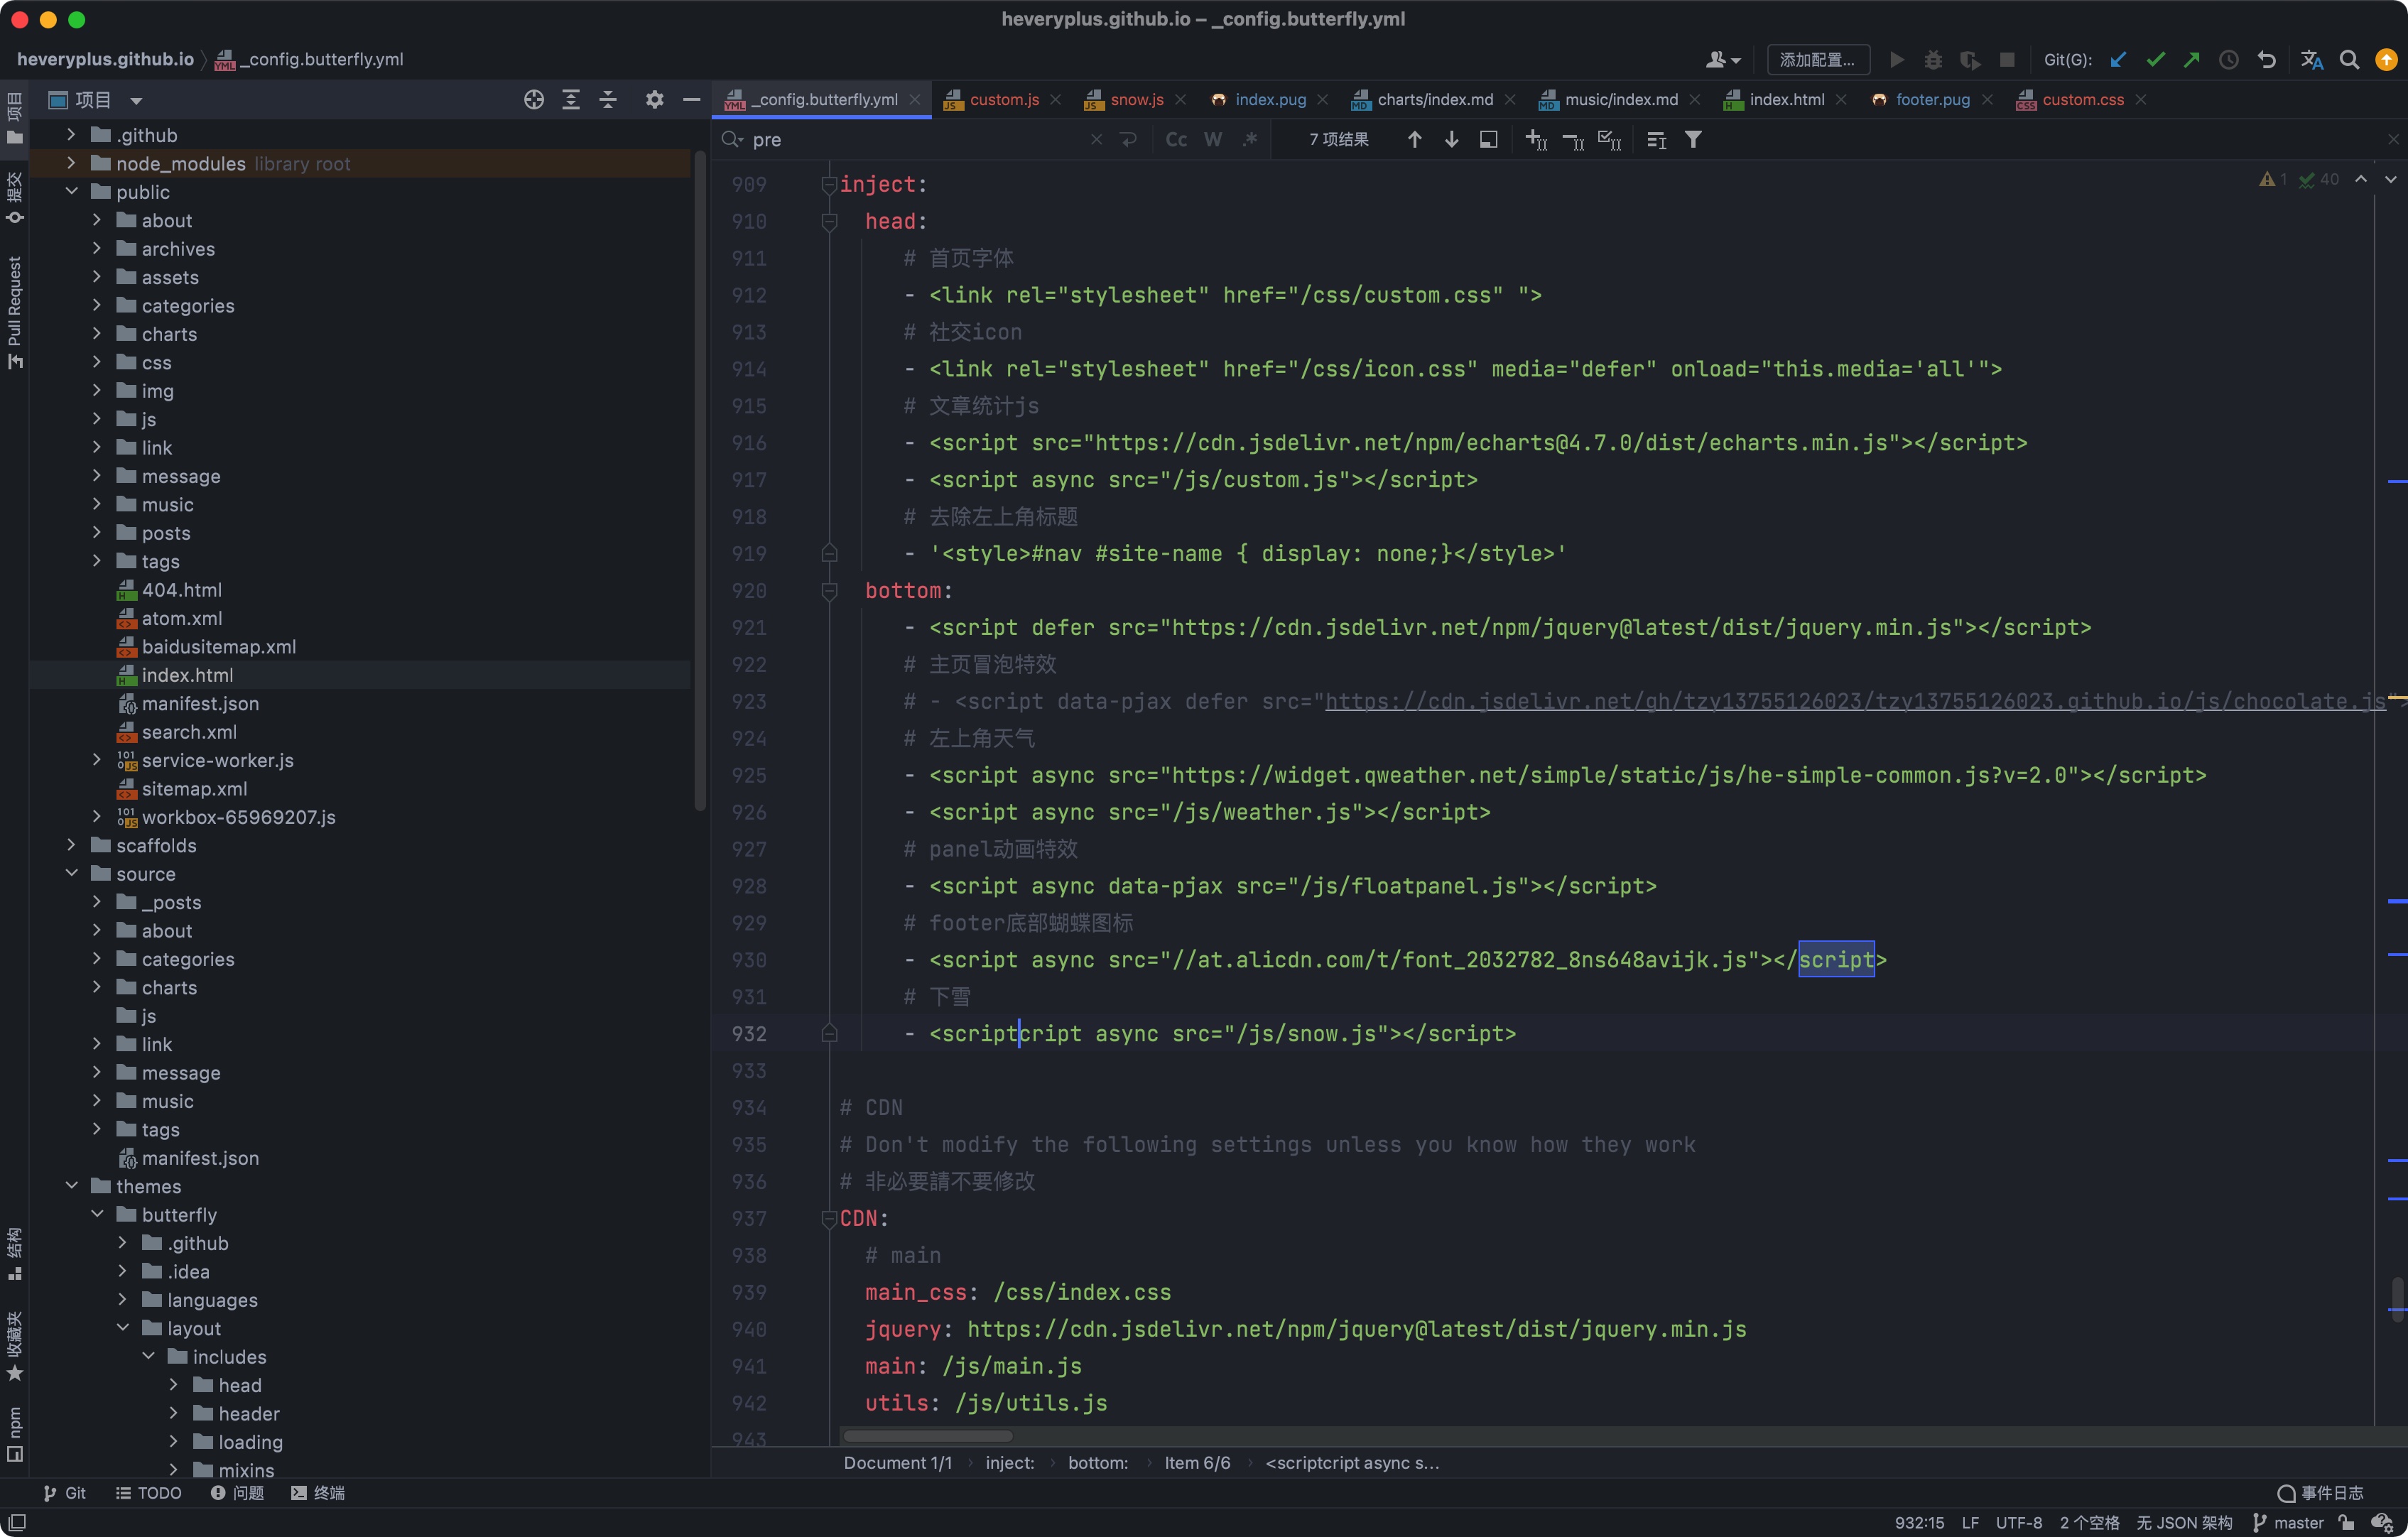 heveryplus.github.io – _config.butterfly.yml
heveryplus.github.io
_config.butterfly.yml
添加配置...
Git(G):
项目
_config.butterfly.yml
custom.js
snow.js
index.pug
charts/index.md
music/index.md
index.html
footer.pug
custom.css
pre
Cc
W
.*
7 项结果
项目
提交
Pull Request
结构
收藏夹
npm
.github
node_modules library root
public
about
archives
assets
categories
charts
css
img
js
link
message
music
posts
tags
404.html
atom.xml
baidusitemap.xml
index.html
manifest.json
search.xml
service-worker.js
sitemap.xml
workbox-65969207.js
scaffolds
source
_posts
about
categories
charts
js
link
message
music
tags
manifest.json
themes
butterfly
.github
.idea
languages
layout
includes
head
header
loading
mixins
1 40
909 inject:
910 head:
911 # 首页字体
912 - <link rel="stylesheet" href="/css/custom.css" ">
913 # 社交icon
914 - <link rel="stylesheet" href="/css/icon.css" media="defer" onload="this.media='all'">
915 # 文章统计js
916 - <script src="https://cdn.jsdelivr.net/npm/echarts@4.7.0/dist/echarts.min.js"></script>
917 - <script async src="/js/custom.js"></script>
918 # 去除左上角标题
919 - '<style>#nav #site-name { display: none;}</style>'
920 bottom:
921 - <script defer src="https://cdn.jsdelivr.net/npm/jquery@latest/dist/jquery.min.js"></script>
922 # 主页冒泡特效
923 # - <script data-pjax defer src="https://cdn.jsdelivr.net/gh/tzy13755126023/tzy13755126023.github.io/js/chocolate.js">
924 # 左上角天气
925 - <script async src="https://widget.qweather.net/simple/static/js/he-simple-common.js?v=2.0"></script>
926 - <script async src="/js/weather.js"></script>
927 # panel动画特效
928 - <script async data-pjax src="/js/floatpanel.js"></script>
929 # footer底部蝴蝶图标
930 - <script async src="//at.alicdn.com/t/font_2032782_8ns648avijk.js"></script>
931 # 下雪
932 - <scriptcript async src="/js/snow.js"></script>
933
934 # CDN
935 # Don't modify the following settings unless you know how they work
936 # 非必要請不要修改
937 CDN:
938 # main
939 main_css: /css/index.css
940 jquery: https://cdn.jsdelivr.net/npm/jquery@latest/dist/jquery.min.js
941 main: /js/main.js
942 utils: /js/utils.js
943
Document 1/1 › inject: › bottom: › Item 6/6 › <scriptcript async s...
Git
TODO
问题
终端
事件日志
932:15 LF UTF-8 2 个空格 无 JSON 架构 master